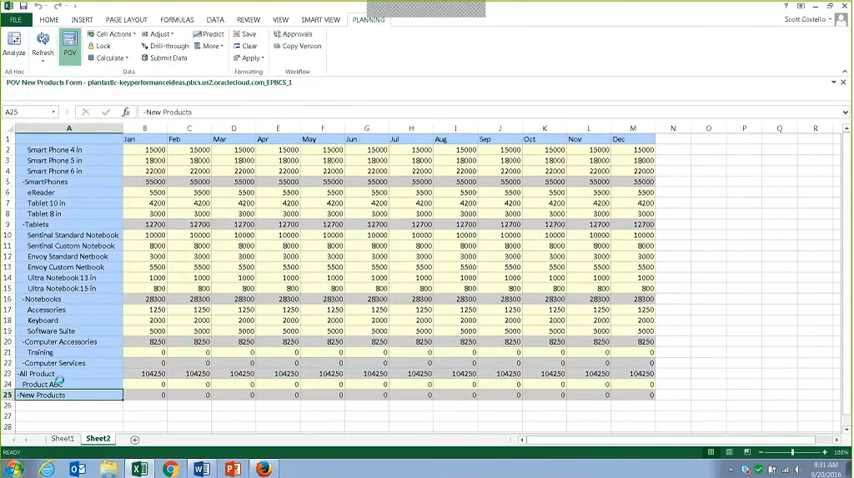 FILE HOME INSERT PAGE LAYOUT FORMULAS DATA REVIEW VIEW SMART VIEW PLANNING Scott Costello
Analyze Refresh POV Cell Actions Adjust Predict Save Approvals
Lock Drill-through More Clear Copy Version
Calculate Submit Data Apply
Ad Hoc Data Formatting Workflow
POV New Products Form - plantastic-keyperformanceideas.pbcs.us2.oraclecloud.com_EPBCS_1
A25 fx -New Products
A B C D E F G H I J K L M N O P Q R
1 Jan Feb Mar Apr May Jun Jul Aug Sep Oct Nov Dec
2 Smart Phone 4 in 15000 15000 15000 15000 15000 15000 15000 15000 15000 15000 15000 15000
3 Smart Phone 5 in 18000 18000 18000 18000 18000 18000 18000 18000 18000 18000 18000 18000
4 Smart Phone 6 in 22000 22000 22000 22000 22000 22000 22000 22000 22000 22000 22000 22000
5 -SmartPhones 55000 55000 55000 55000 55000 55000 55000 55000 55000 55000 55000 55000
6 eReader 5500 5500 5500 5500 5500 5500 5500 5500 5500 5500 5500 5500
7 Tablet 10 in 4200 4200 4200 4200 4200 4200 4200 4200 4200 4200 4200 4200
8 Tablet 8 in 3000 3000 3000 3000 3000 3000 3000 3000 3000 3000 3000 3000
9 -Tablets 12700 12700 12700 12700 12700 12700 12700 12700 12700 12700 12700 12700
10 Sentinal Standard Notebook 10000 10000 10000 10000 10000 10000 10000 10000 10000 10000 10000 10000
11 Sentinal Custom Notebook 8000 8000 8000 8000 8000 8000 8000 8000 8000 8000 8000 8000
12 Envoy Standard Netbook 3000 3000 3000 3000 3000 3000 3000 3000 3000 3000 3000 3000
13 Envoy Custom Netbook 5500 5500 5500 5500 5500 5500 5500 5500 5500 5500 5500 5500
14 Ultra Notebook 13 in 1000 1000 1000 1000 1000 1000 1000 1000 1000 1000 1000 1000
15 Ultra Notebook 15 in 800 800 800 800 800 800 800 800 800 800 800 800
16 -Notebooks 28300 28300 28300 28300 28300 28300 28300 28300 28300 28300 28300 28300
17 Accessories 1250 1250 1250 1250 1250 1250 1250 1250 1250 1250 1250 1250
18 Keyboard 2000 2000 2000 2000 2000 2000 2000 2000 2000 2000 2000 2000
19 Software Suite 5000 5000 5000 5000 5000 5000 5000 5000 5000 5000 5000 5000
20 -Computer Accessories 8250 8250 8250 8250 8250 8250 8250 8250 8250 8250 8250 8250
21 Training 0 0 0 0 0 0 0 0 0 0 0 0
22 -Computer Services 0 0 0 0 0 0 0 0 0 0 0 0
23 -All Product 104250 104250 104250 104250 104250 104250 104250 104250 104250 104250 104250 104250
24 Product ABC 0 0 0 0 0 0 0 0 0 0 0 0
25 -New Products 0 0 0 0 0 0 0 0 0 0 0 0
26
27
28
Sheet1 Sheet2
READY 100%
9:31 AM
9/20/2016